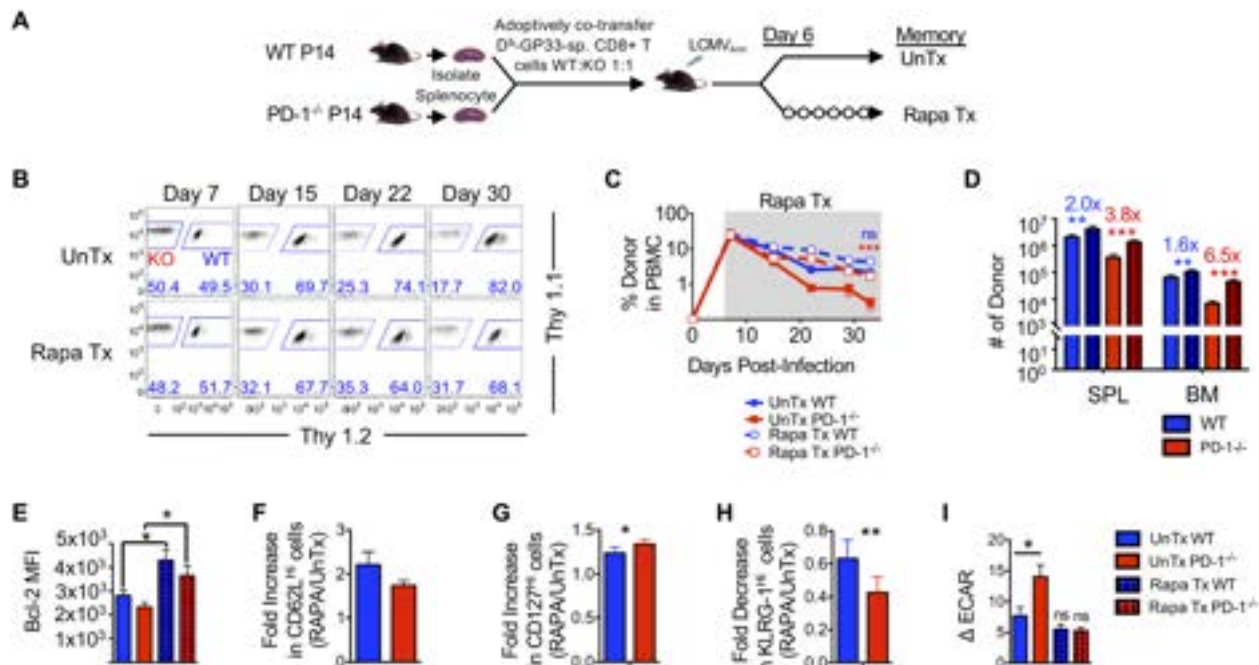 A
WT P14
PD-1-/- P14
Isolate
Splenocyte
Adoptively co-transfer
Db-GP33-sp. CD8+ T
cells WT:KO 1:1
Day 6
Memory
UnTx
Rapa Tx
B
Day 7 Day 15 Day 22 Day 30
UnTx
KO WT
50.4 49.5 30.1 69.7 25.3 74.1 17.7 82.0
Rapa Tx
48.2 51.7 32.1 67.7 35.3 64.0 31.7 68.1
Thy 1.2
Thy 1.1
C
Rapa Tx
% Donor
in PBMC
100
10
1
ns
***
0 10 20 30
Days Post-Infection
UnTx WT
UnTx PD-1-/-
Rapa Tx WT
Rapa Tx PD-1-/-
D
# of Donor
10⁷
10⁶
10⁵
10⁴
10³
10²
10¹
10⁰
2.0x
**
3.8x
***
1.6x
**
6.5x
***
SPL BM
WT
PD-1-/-
E
Bcl-2 MFI
5x10³
4x10³
3x10³
2x10³
1x10³
* *
F
Fold Increase
in CD62LHi cells
(RAPA/UnTx)
3
2
1
0
G
Fold Increase
in CD127Hi cells
(RAPA/UnTx)
1.5
1.0
0.5
0.0
*
H
Fold Decrease
in KLRG-1Hi cells
(RAPA/UnTx)
0.8
0.6
0.4
0.2
0.0
**
I
Δ ECAR
20
15
10
5
*
ns ns
UnTx WT
UnTx PD-1-/-
Rapa Tx WT
Rapa Tx PD-1-/-